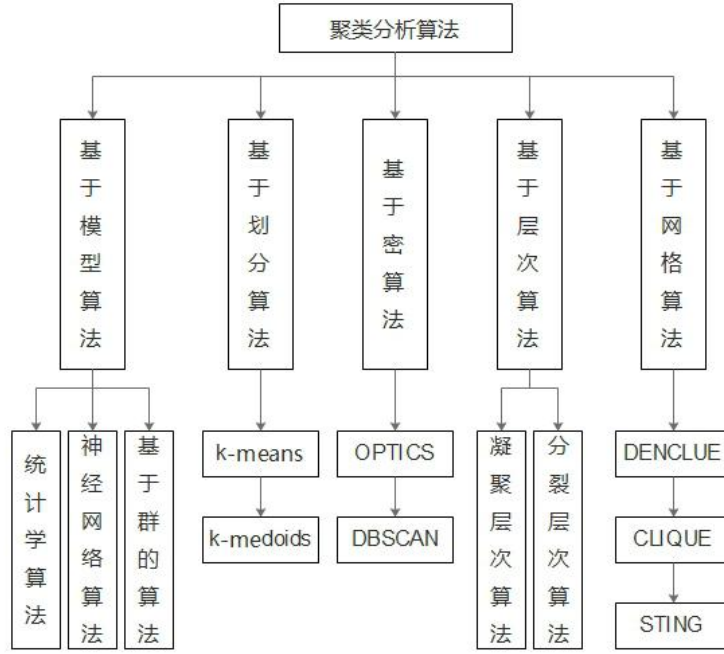 聚类分析算法
基于模型算法
基于划分算法
基于密算法
基于层次算法
基于网格算法
统计学算法
神经网络算法
基于群的算法
k-means
k-medoids
OPTICS
DBSCAN
凝聚层次算法
分裂层次算法
DENCLUE
CLIQUE
STING